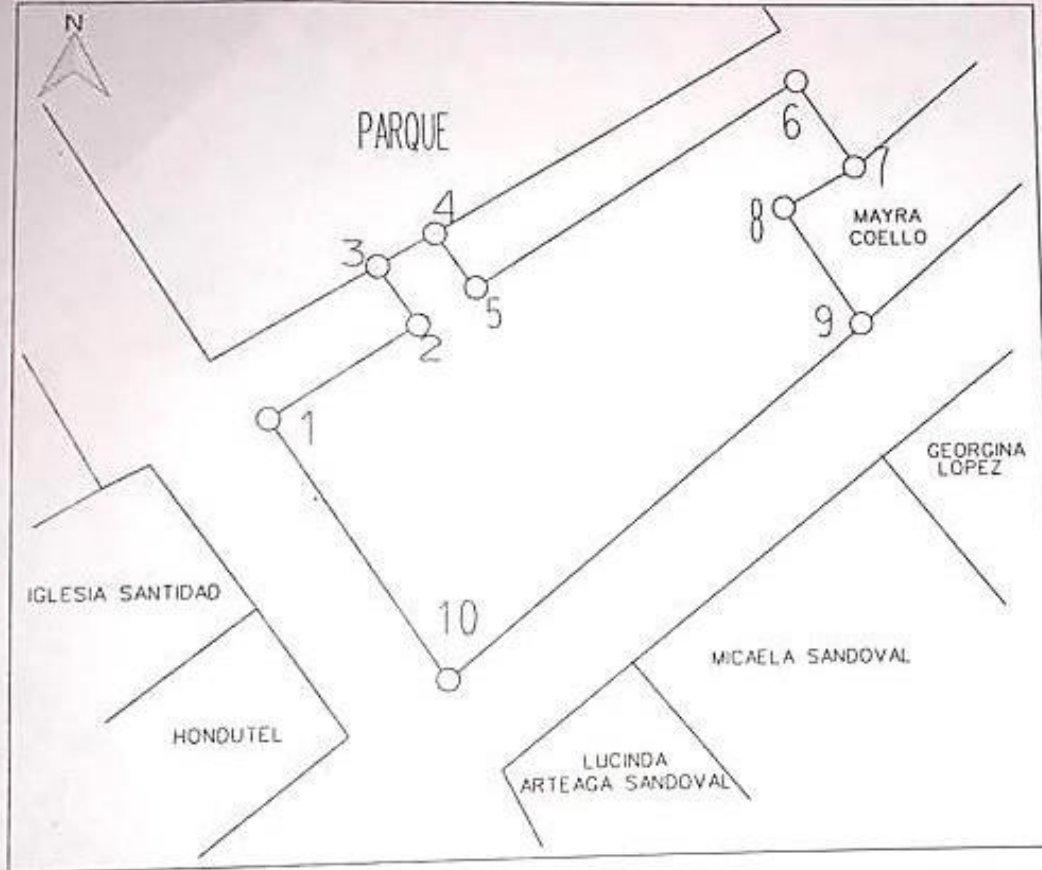 N
PARQUE
6
4
7
3
8
MAYRA
COELLO
5
9
2
1
GEORGINA
LOPEZ
IGLESIA SANTIDAD
10
MICAELA SANDOVAL
HONDUTEL
LUCINDA
ARTEAGA SANDOVAL